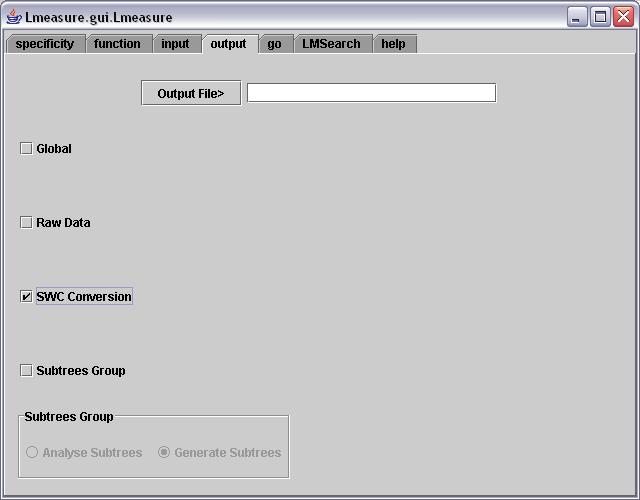 Lmeasure.gui.Lmeasure
specificity function input output go LMSearch help
Output File>
Global
Raw Data
SWC Conversion
Subtrees Group
Subtrees Group
Analyse Subtrees Generate Subtrees